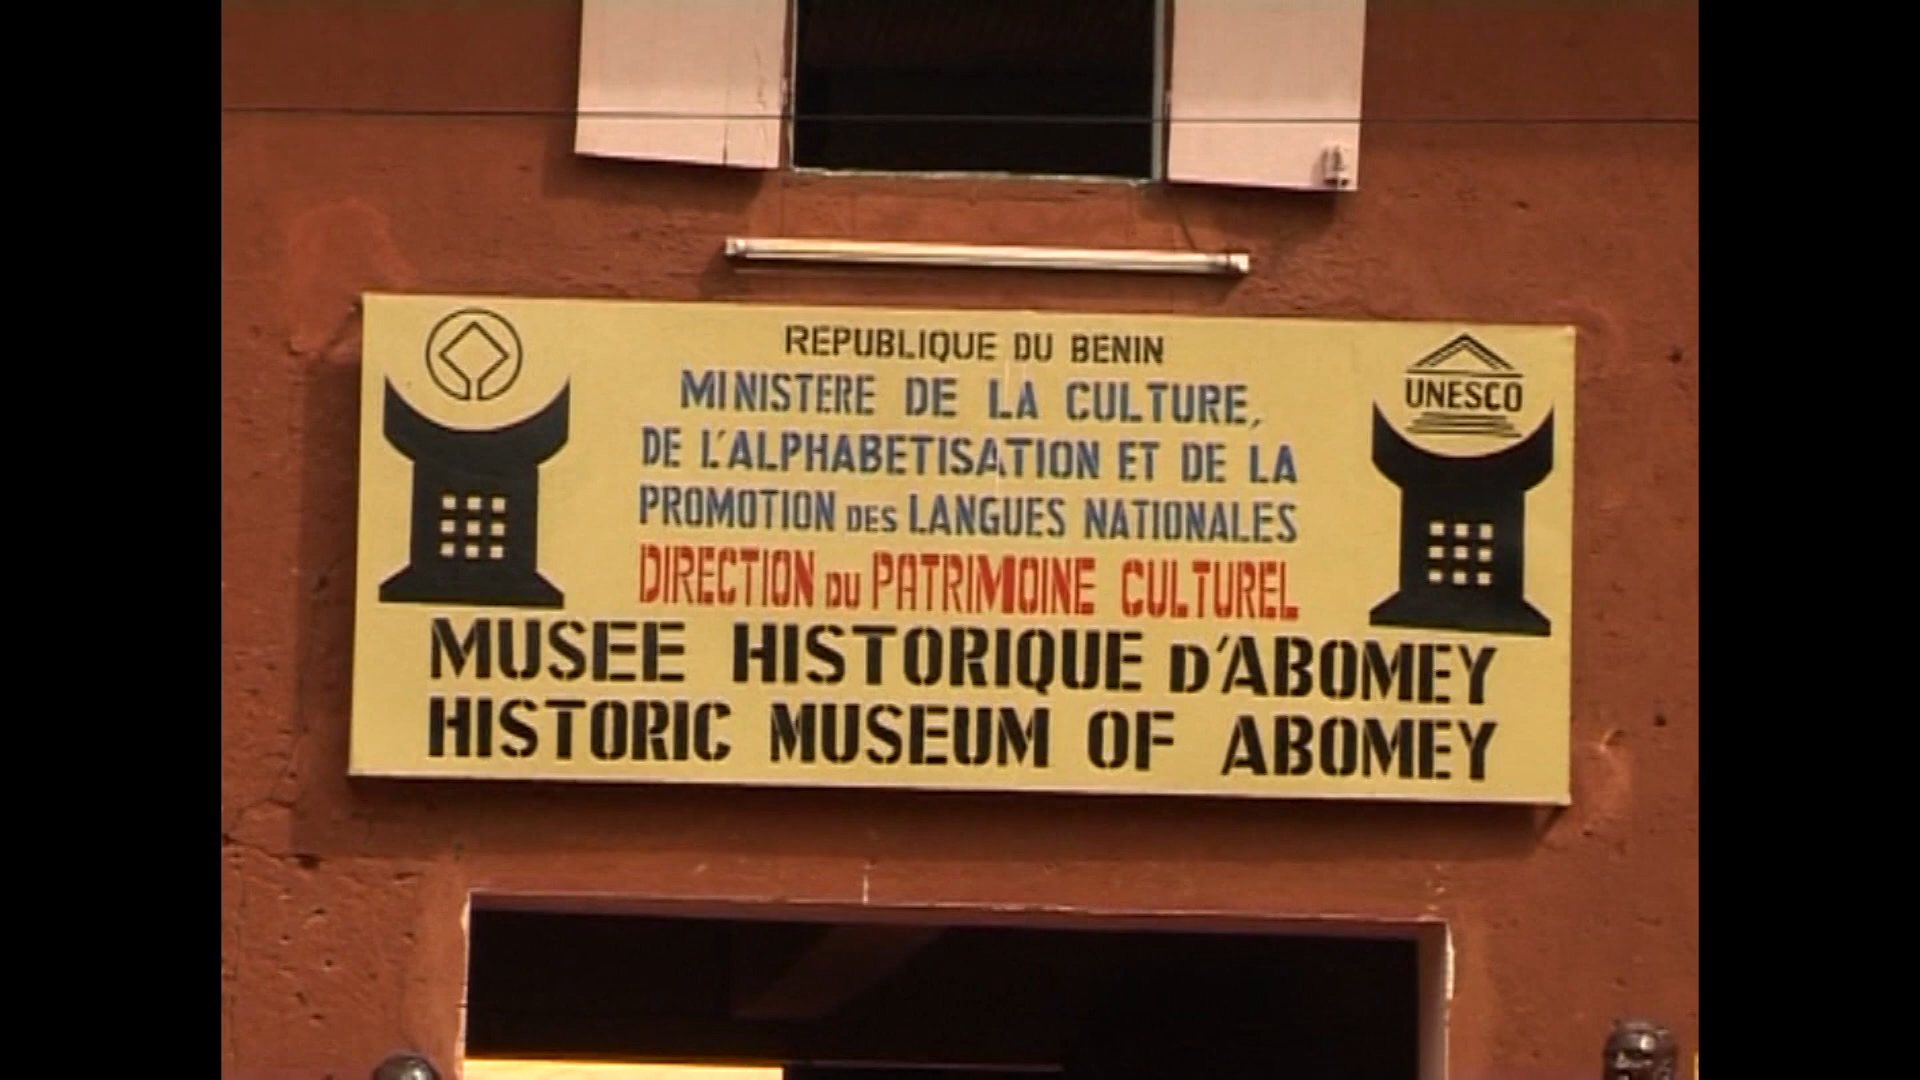 REPUBLIQUE DU BENIN
MINISTERE DE LA CULTURE,
DE L'ALPHABETISATION ET DE LA
PROMOTION DES LANGUES NATIONALES
DIRECTION DU PATRIMOINE CULTUREL
MUSEE HISTORIQUE D'ABOMEY
HISTORIC MUSEUM OF ABOMEY
UNESCO